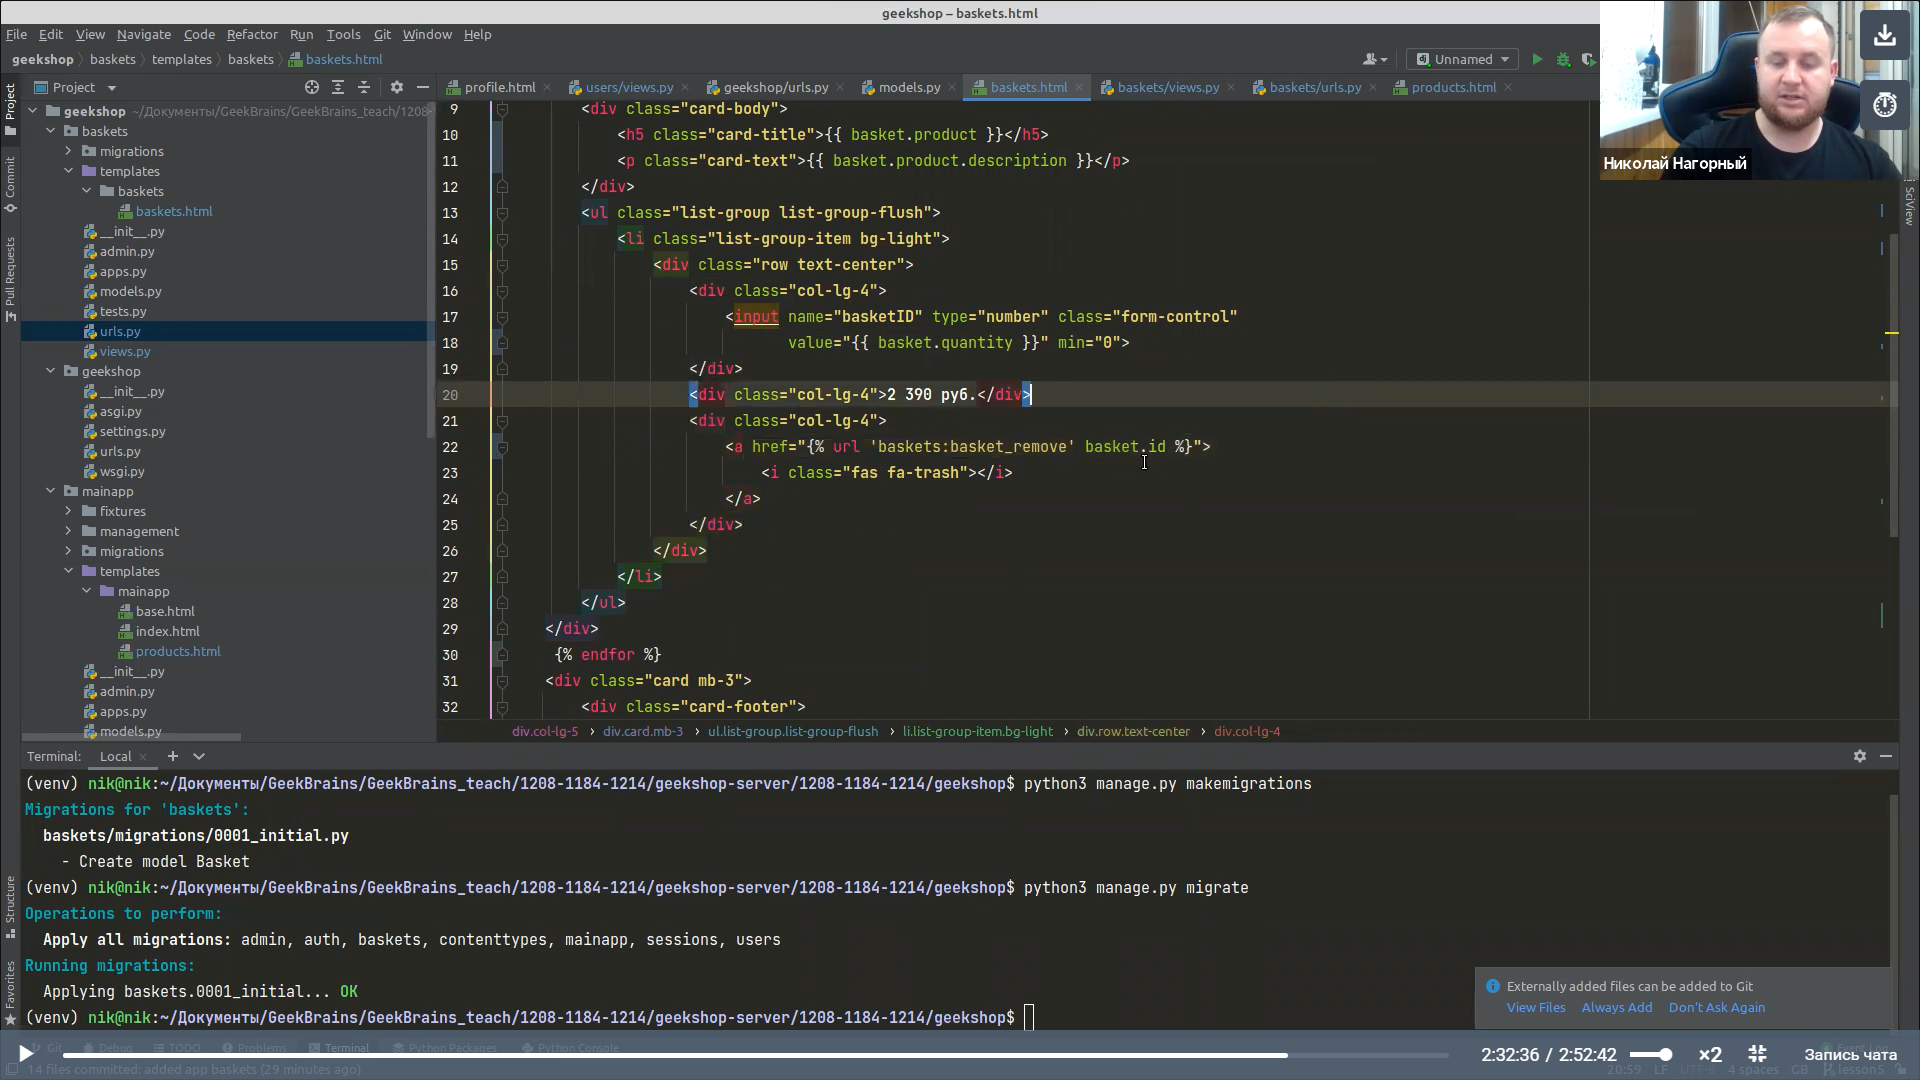 geekshop – baskets.html
File Edit View Navigate Code Refactor Run Tools Git Window Help
geekshop baskets templates baskets baskets.html
Unnamed
Project
profile.html users/views.py geekshop/urls.py models.py baskets.html baskets/views.py baskets/urls.py products.html
Николай Нагорный
Project
Commit
Pull Requests
Structure
Favorites
SciView
geekshop ~/Документы/GeekBrains/GeekBrains_teach/1208-
baskets
migrations
templates
baskets
baskets.html
__init__.py
admin.py
apps.py
models.py
tests.py
urls.py
views.py
geekshop
__init__.py
asgi.py
settings.py
urls.py
wsgi.py
mainapp
fixtures
management
migrations
templates
mainapp
base.html
index.html
products.html
__init__.py
admin.py
apps.py
models.py
9 <div class="card-body">
10 <h5 class="card-title">{{ basket.product }}</h5>
11 <p class="card-text">{{ basket.product.description }}</p>
12 </div>
13 <ul class="list-group list-group-flush">
14 <li class="list-group-item bg-light">
15 <div class="row text-center">
16 <div class="col-lg-4">
17 <input name="basketID" type="number" class="form-control"
18 value="{{ basket.quantity }}" min="0">
19 </div>
20 <div class="col-lg-4">2 390 руб.</div>
21 <div class="col-lg-4">
22 <a href="{% url 'baskets:basket_remove' basket.id %}">
23 <i class="fas fa-trash"></i>
24 </a>
25 </div>
26 </div>
27 </li>
28 </ul>
29 </div>
30 {% endfor %}
31 <div class="card mb-3">
32 <div class="card-footer">
div.col-lg-5 div.card.mb-3 ul.list-group.list-group-flush li.list-group-item.bg-light div.row.text-center div.col-lg-4
Terminal: Local
(venv) nik@nik:~/Документы/GeekBrains/GeekBrains_teach/1208-1184-1214/geekshop-server/1208-1184-1214/geekshop$ python3 manage.py makemigrations
Migrations for 'baskets':
baskets/migrations/0001_initial.py
- Create model Basket
(venv) nik@nik:~/Документы/GeekBrains/GeekBrains_teach/1208-1184-1214/geekshop-server/1208-1184-1214/geekshop$ python3 manage.py migrate
Operations to perform:
Apply all migrations: admin, auth, baskets, contenttypes, mainapp, sessions, users
Running migrations:
Applying baskets.0001_initial... OK
(venv) nik@nik:~/Документы/GeekBrains/GeekBrains_teach/1208-1184-1214/geekshop-server/1208-1184-1214/geekshop$
Externally added files can be added to Git
View Files Always Add Don't Ask Again
Git Debug TODO Problems Terminal Python Packages Python Console Event Log
2:32:36 / 2:52:42 ×2 Запись чата
14 files committed: added app baskets (29 minutes ago) 20:59 LF UTF-8 4 spaces GB lesson5